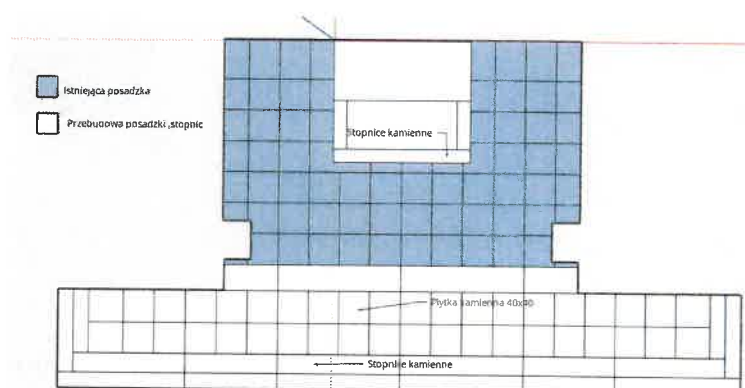 Istniejąca posadzka
Przebudowa posadzki ,stopnic
Stopnice kamienne
Płytka kamienna 40x40
Stopnice kamienne